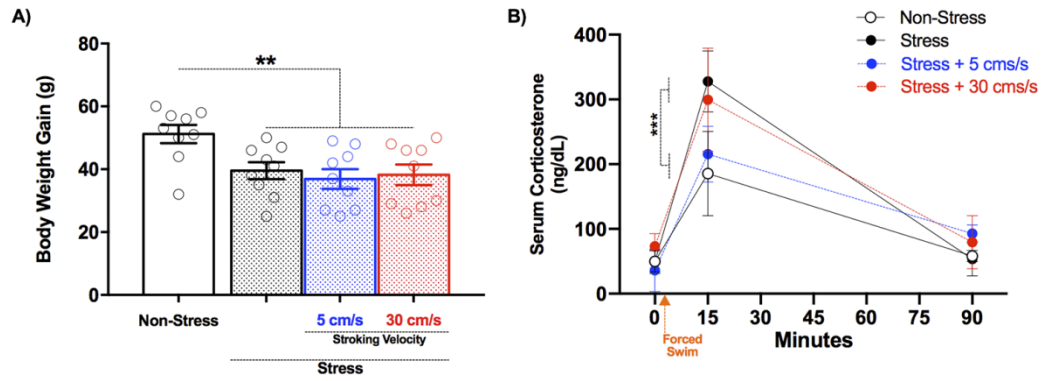 A)
**
Body Weight Gain (g)
80
60
40
20
0
Non-Stress
5 cm/s
30 cm/s
Stroking Velocity
Stress
B)
Non-Stress
Stress
Stress + 5 cms/s
Stress + 30 cms/s
Serum Corticosterone
(ng/dL)
400
300
200
100
0
***
0 15 30 45 60 75 90
Forced
Swim
Minutes